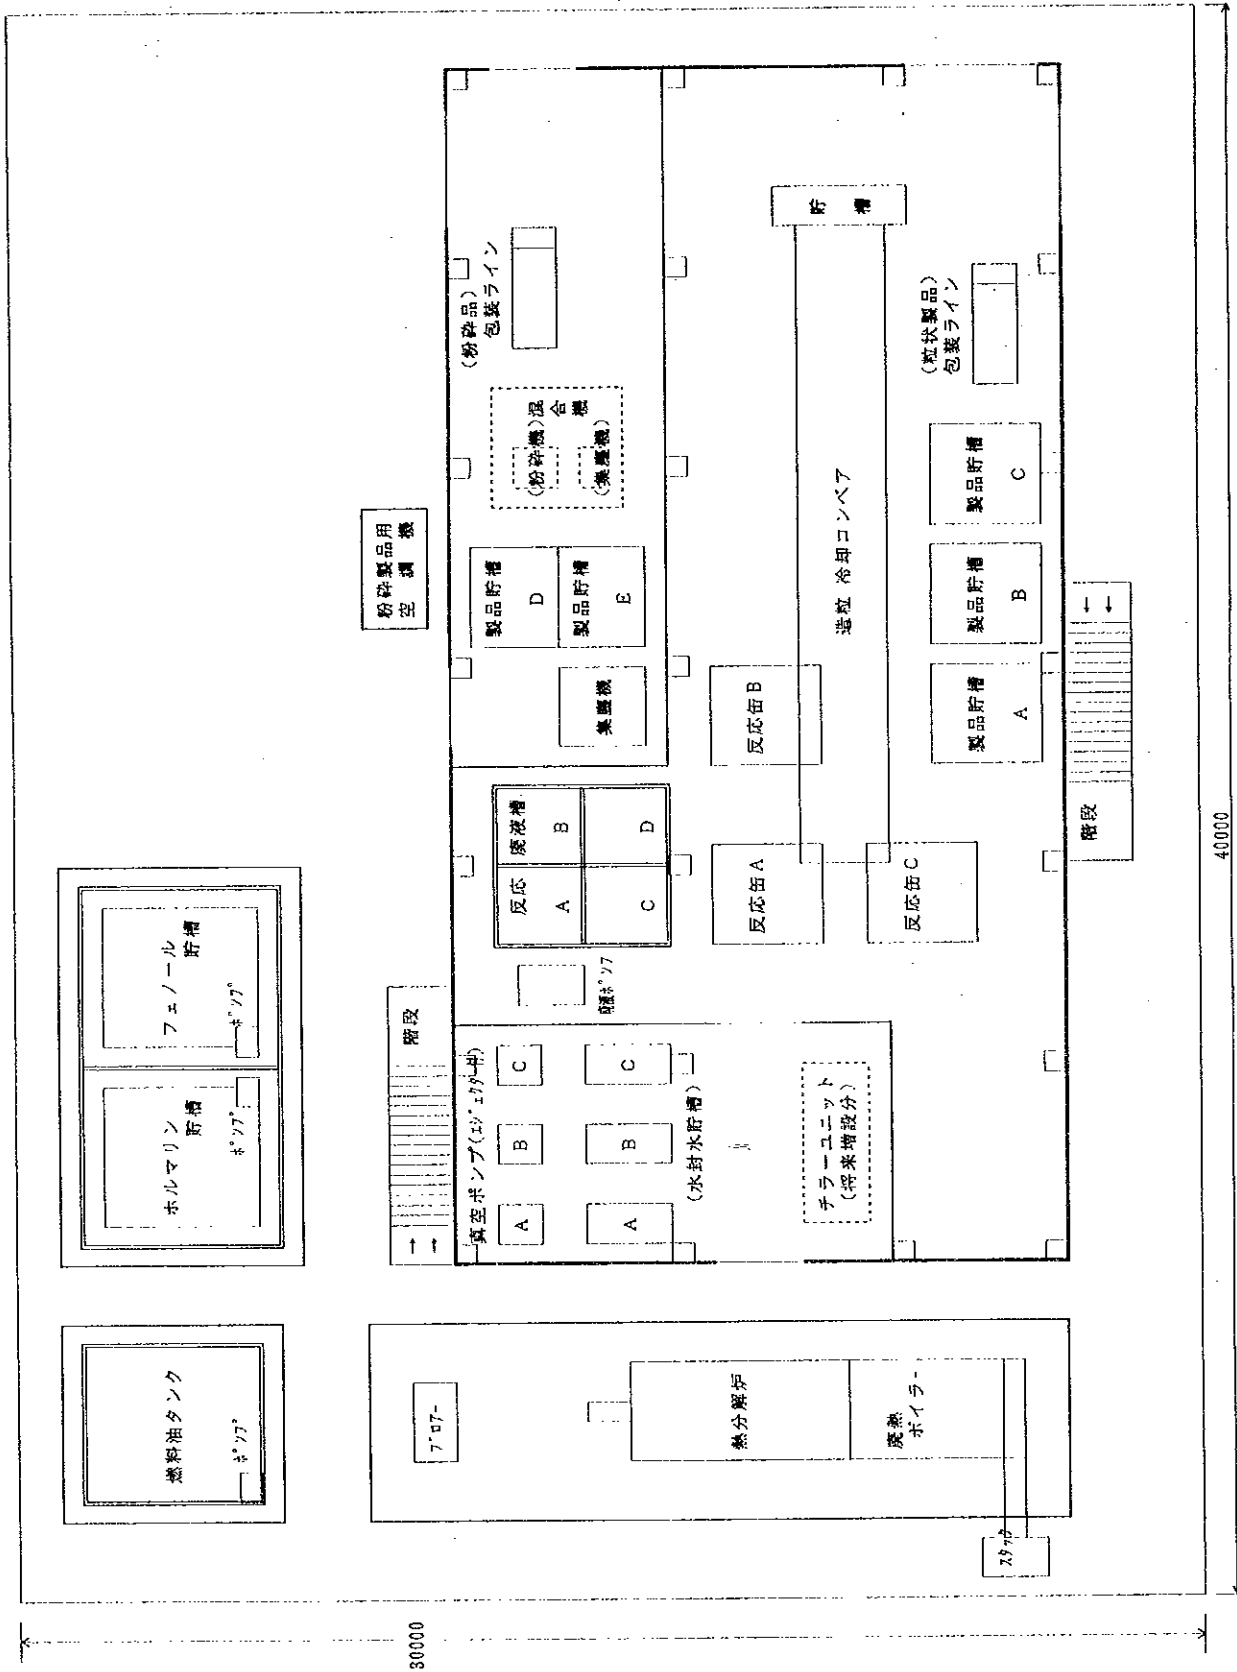 燃料油タンク
ポンプ
ホルマリン
貯槽
ポンプ
フェノール
貯槽
ポンプ
粉砕製品用
空調機
階段
真空ポンプ(エジェクター付)
A
B
C
A
B
C
(水封水貯槽)
チラーユニット
(将来増設分)
廃液ポンプ
反応 廃液槽
A
B
C
D
集塵機
製品貯槽
D
製品貯槽
E
(粉砕機)
混合機
(集塵機)
(粉砕品)
包装ライン
反応缶A
反応缶B
反応缶C
造粒 冷却コンベア
貯槽
製品貯槽
A
製品貯槽
B
製品貯槽
C
(粒状製品)
包装ライン
階段
ブロアー
熱分解炉
廃熱
ボイラー
スタック
30000
40000